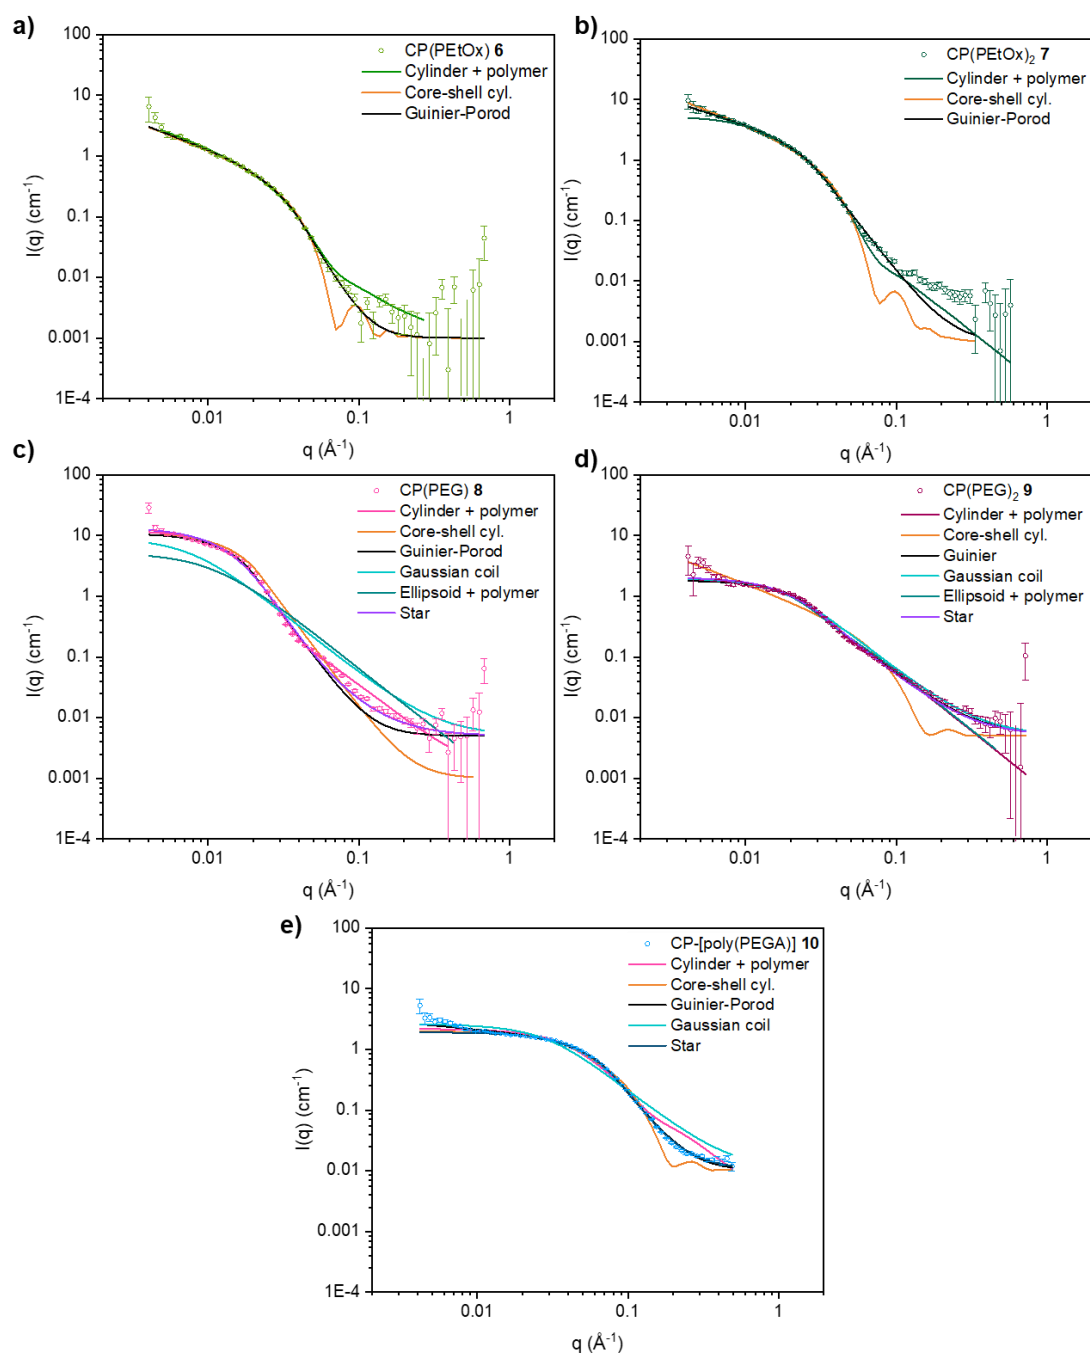 a)
100
10
1
0.1
0.01
0.001
1E-4
I(q) (cm⁻¹)
CP(PEtOx) 6
Cylinder + polymer
Core-shell cyl.
Guinier-Porod
0.01
0.1
1
q (Å⁻¹)
b)
100
10
1
0.1
0.01
0.001
1E-4
I(q) (cm⁻¹)
CP(PEtOx)₂ 7
Cylinder + polymer
Core-shell cyl.
Guinier-Porod
0.01
0.1
1
q (Å⁻¹)
c)
100
10
1
0.1
0.01
0.001
1E-4
I(q) (cm⁻¹)
CP(PEG) 8
Cylinder + polymer
Core-shell cyl.
Guinier-Porod
Gaussian coil
Ellipsoid + polymer
Star
0.01
0.1
1
q (Å⁻¹)
d)
100
10
1
0.1
0.01
0.001
1E-4
I(q) (cm⁻¹)
CP(PEG)₂ 9
Cylinder + polymer
Core-shell cyl.
Guinier
Gaussian coil
Ellipsoid + polymer
Star
0.01
0.1
1
q (Å⁻¹)
e)
100
10
1
0.1
0.01
0.001
1E-4
I(q) (cm⁻¹)
CP-[poly(PEGA)] 10
Cylinder + polymer
Core-shell cyl.
Guinier-Porod
Gaussian coil
Star
0.01
0.1
1
q (Å⁻¹)